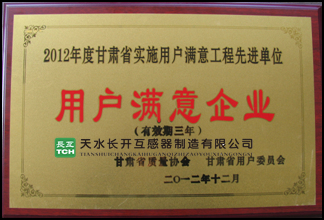 2012年度甘肃省实施用户满意工程先进单位
用户满意企业
(有效期三年)
长互
TCH
天水长开互感器制造有限公司
TIANSHUICHANGKAIHUGANQIZHIZAOYOUXIANGONGSI
甘肃省质量协会 甘肃省用户委员会
二〇一二年十二月